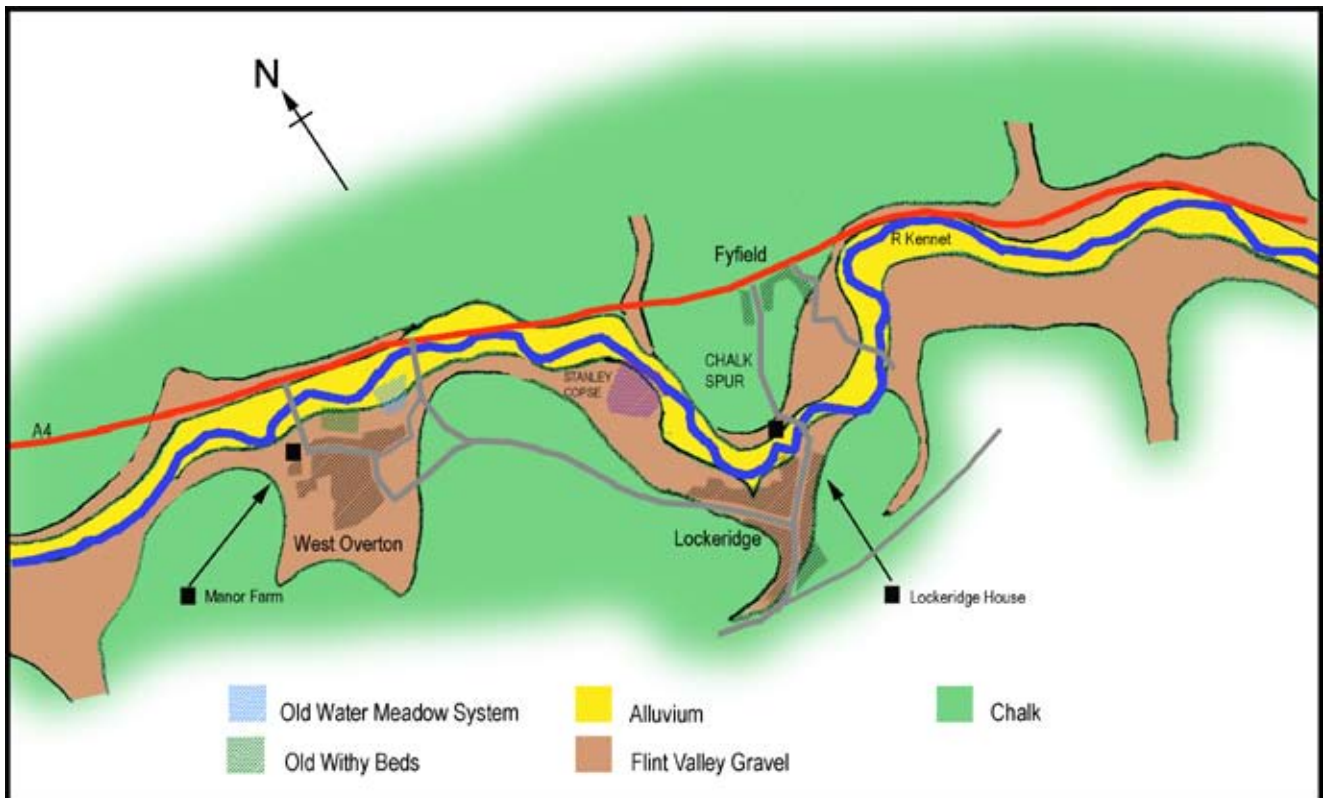 N
Fyfield
R Kennet
CHALK
SPUR
STANLEY
COPSE
A4
West Overton
Lockeridge
Manor Farm
Lockeridge House
Old Water Meadow System
Alluvium
Chalk
Old Withy Beds
Flint Valley Gravel